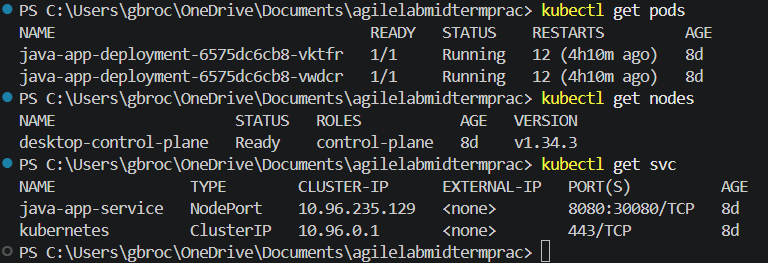 PS C:\Users\gbroc\OneDrive\Documents\agilelabmidtermprac> kubectl get pods
NAME                                   READY   STATUS    RESTARTS         AGE
java-app-deployment-6575dc6cb8-vktfr   1/1     Running   12 (4h10m ago)   8d
java-app-deployment-6575dc6cb8-vwdcr   1/1     Running   12 (4h10m ago)   8d
PS C:\Users\gbroc\OneDrive\Documents\agilelabmidtermprac> kubectl get nodes
NAME                    STATUS   ROLES           AGE   VERSION
desktop-control-plane   Ready    control-plane   8d    v1.34.3
PS C:\Users\gbroc\OneDrive\Documents\agilelabmidtermprac> kubectl get svc
NAME               TYPE        CLUSTER-IP      EXTERNAL-IP   PORT(S)          AGE
java-app-service   NodePort    10.96.235.129   <none>        8080:30080/TCP   8d
kubernetes         ClusterIP   10.96.0.1       <none>        443/TCP          8d
PS C:\Users\gbroc\OneDrive\Documents\agilelabmidtermprac>